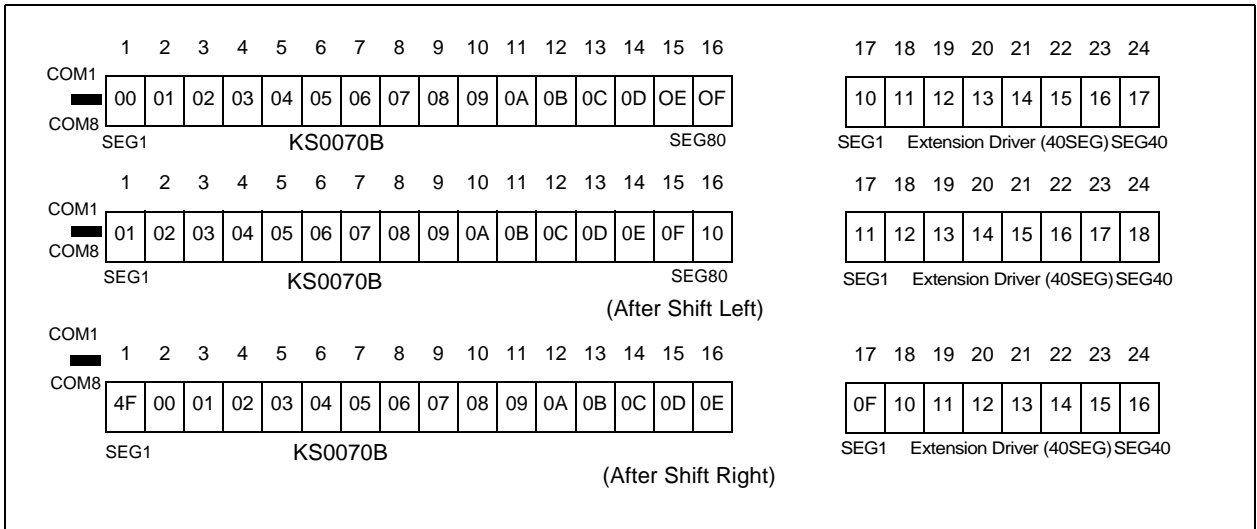 1 2 3 4 5 6 7 8 9 10 11 12 13 14 15 16 17 18 19 20 21 22 23 24
COM1
00 01 02 03 04 05 06 07 08 09 0A 0B 0C 0D OE OF 10 11 12 13 14 15 16 17
COM8
SEG1 KS0070B SEG80 SEG1 Extension Driver (40SEG) SEG40
1 2 3 4 5 6 7 8 9 10 11 12 13 14 15 16 17 18 19 20 21 22 23 24
COM1
01 02 03 04 05 06 07 08 09 0A 0B 0C 0D 0E 0F 10 11 12 13 14 15 16 17 18
COM8
SEG1 KS0070B SEG80 SEG1 Extension Driver (40SEG) SEG40
(After Shift Left)
COM1
1 2 3 4 5 6 7 8 9 10 11 12 13 14 15 16 17 18 19 20 21 22 23 24
COM8
4F 00 01 02 03 04 05 06 07 08 09 0A 0B 0C 0D 0E 0F 10 11 12 13 14 15 16
SEG1 KS0070B SEG1 Extension Driver (40SEG) SEG40
(After Shift Right)